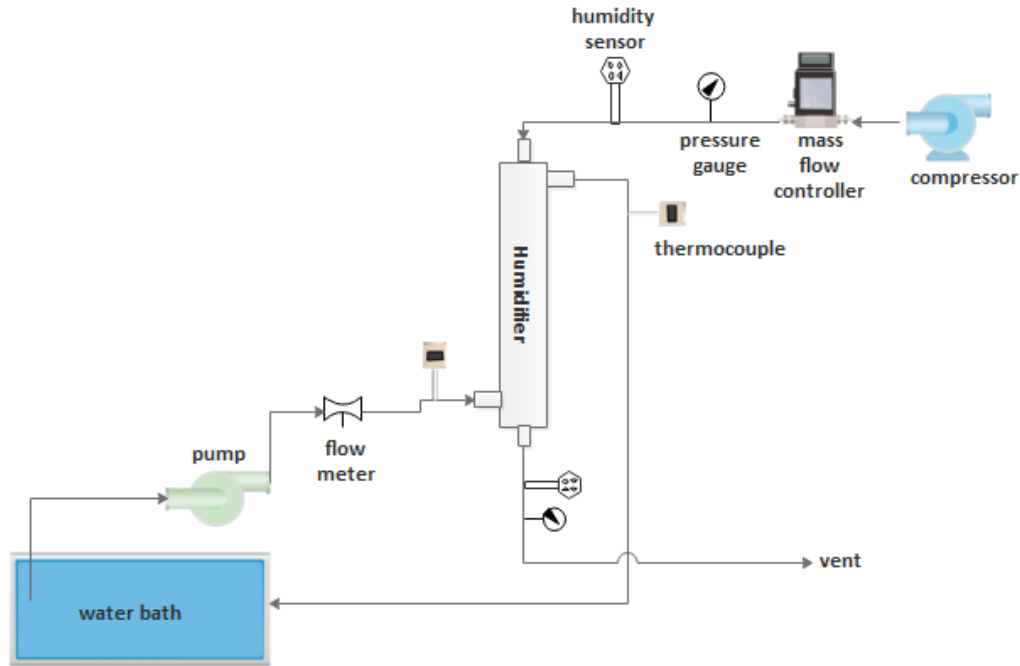 humidity
sensor
pressure
gauge
mass
flow
controller
compressor
thermocouple
Humidifier
flow
meter
pump
vent
water bath